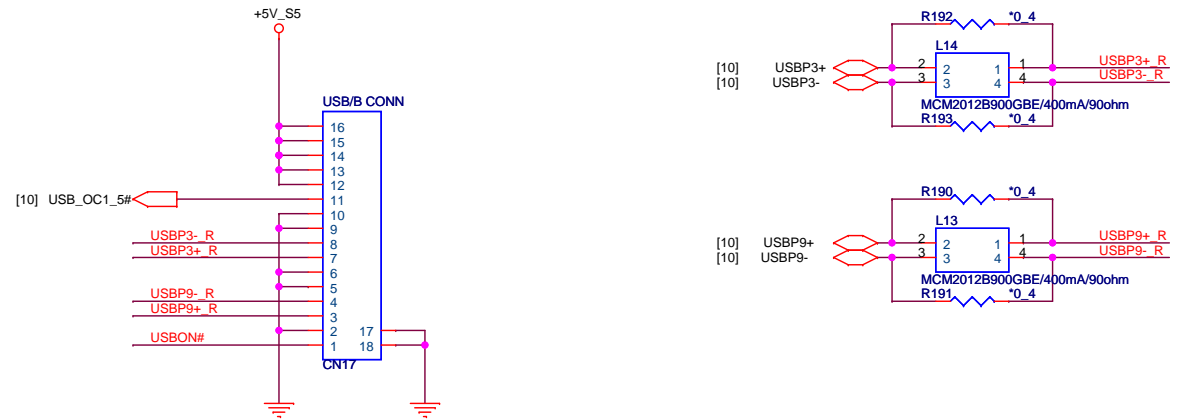 +5V_S5
USB/B CONN
16
15
14
13
12
[10] USB_OC1_5# 11
10
9
USBP3-_R 8
USBP3+_R 7
6
5
USBP9-_R 4
USBP9+_R 3
2 17
USBON# 1 18
CN17
R192 *0_4
L14
[10] USBP3+ 2 2 1 1 USBP3+_R
[10] USBP3- 3 3 4 4 USBP3-_R
MCM2012B900GBE/400mA/90ohm
R193 *0_4
R190 *0_4
L13
[10] USBP9+ 2 2 1 1 USBP9+_R
[10] USBP9- 3 3 4 4 USBP9-_R
MCM2012B900GBE/400mA/90ohm
R191 *0_4